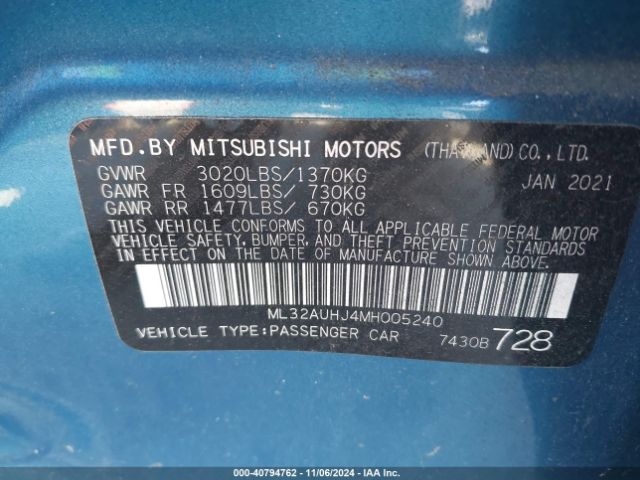 MFD.BY MITSUBISHI MOTORS (THAILAND) CO., LTD.
GVWR 3020LBS/1370KG JAN 2021
GAWR FR 1609LBS/ 730KG
GAWR RR 1477LBS/ 670KG
THIS VEHICLE CONFORMS TO ALL APPLICABLE FEDERAL MOTOR
VEHICLE SAFETY, BUMPER, AND THEFT PREVENTION STANDARDS
IN EFFECT ON THE DATE OF MANUFACTURE SHOWN ABOVE.
ML32AUHJ4MH005240
VEHICLE TYPE:PASSENGER CAR 7430B 728
000-40794762 - 11/06/2024 - IAA Inc.